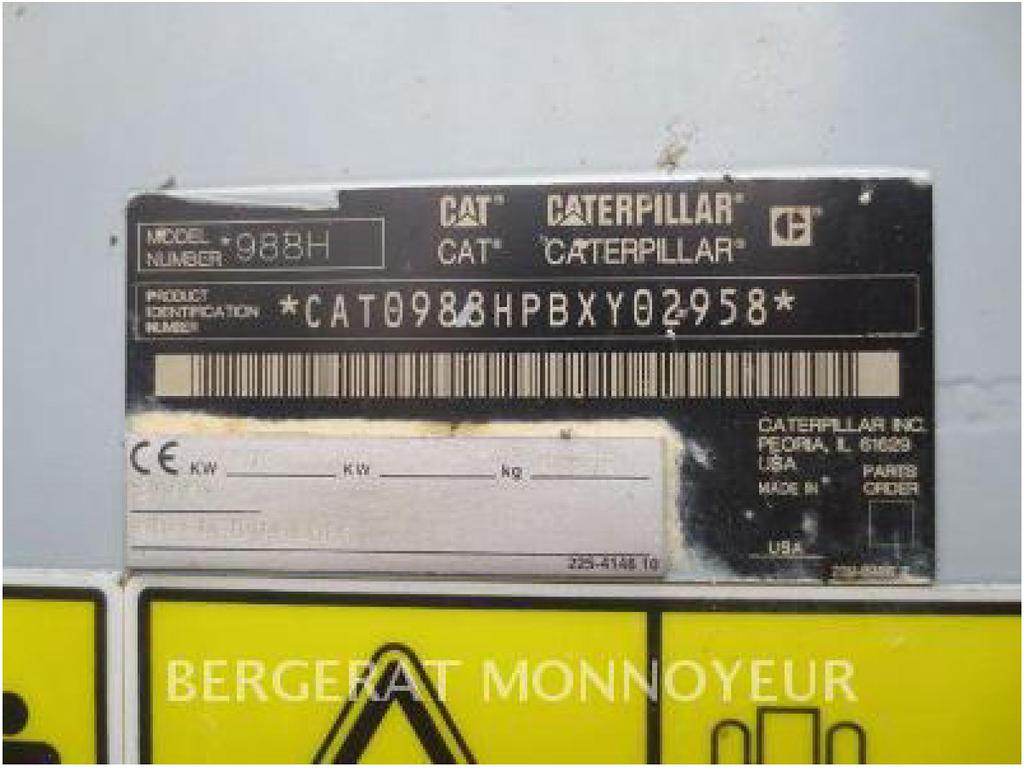 CAT® CATERPILLAR®
CAT® CATERPILLAR®
MODEL NUMBER *988H
PRODUCT IDENTIFICATION NUMBER *CAT0988HPBXY02958*
CATERPILLAR INC.
PEORIA, IL 61629
USA
MADE IN
USA
PARTS ORDER
CE KW KW kg
225-4148 10
BERGERAT MONNOYEUR